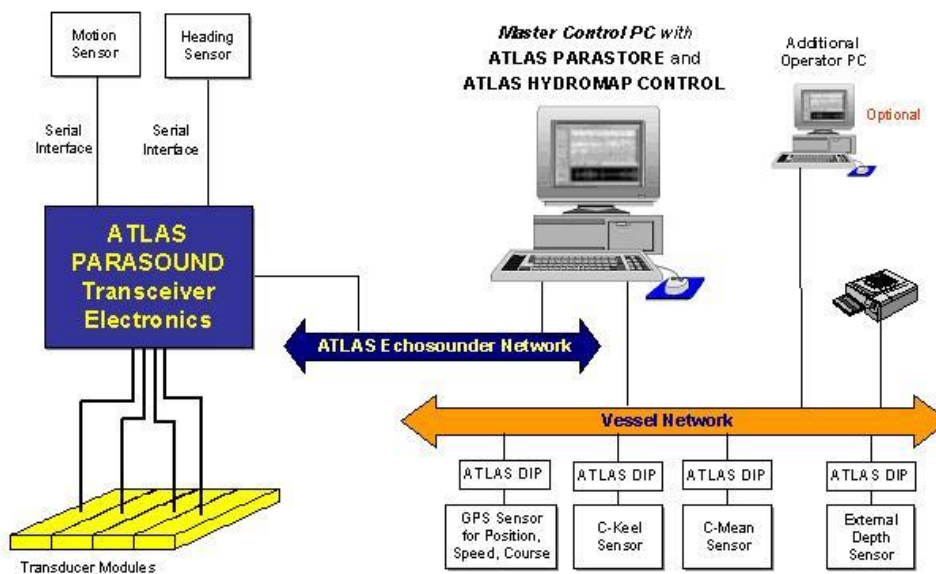 Motion
Sensor
Heading
Sensor
Master Control PC with
ATLAS PARASTORE and
ATLAS HYDROMAP CONTROL
Additional
Operator PC
Optional
Serial
Interface
Serial
Interface
ATLAS
PARASOUND
Transceiver
Electronics
ATLAS Echosounder Network
Vessel Network
ATLAS DIP
ATLAS DIP
ATLAS DIP
ATLAS DIP
GPS Sensor
for Position,
Speed, Course
C-Keel
Sensor
C-Mean
Sensor
External
Depth
Sensor
Transducer Modules